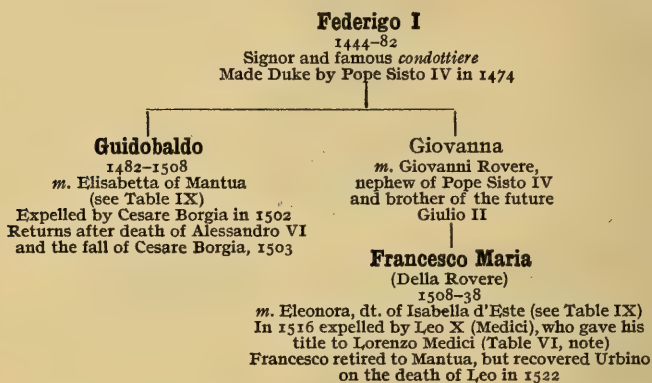 Federigo I
1444–82
Signor and famous condottiere
Made Duke by Pope Sisto IV in 1474
Guidobaldo
1482–1508
m. Elisabetta of Mantua
(see Table IX)
Expelled by Cesare Borgia in 1502
Returns after death of Alessandro VI
and the fall of Cesare Borgia, 1503
Giovanna
m. Giovanni Rovere,
nephew of Pope Sisto IV
and brother of the future
Giulio II
Francesco Maria
(Della Rovere)
1508–38
m. Eleonora, dt. of Isabella d'Este (see Table IX)
In 1516 expelled by Leo X (Medici), who gave his
title to Lorenzo Medici (Table VI, note)
Francesco retired to Mantua, but recovered Urbino
on the death of Leo in 1522